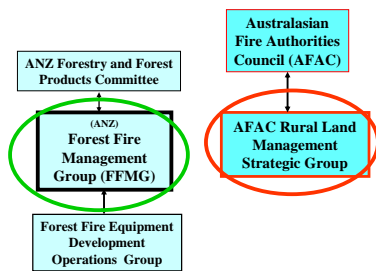 ANZ Forestry and Forest
Products Committee
(ANZ)
Forest Fire
Management
Group (FFMG)
Forest Fire Equipment
Development
Operations Group
Australasian
Fire Authorities
Council (AFAC)
AFAC Rural Land
Management
Strategic Group